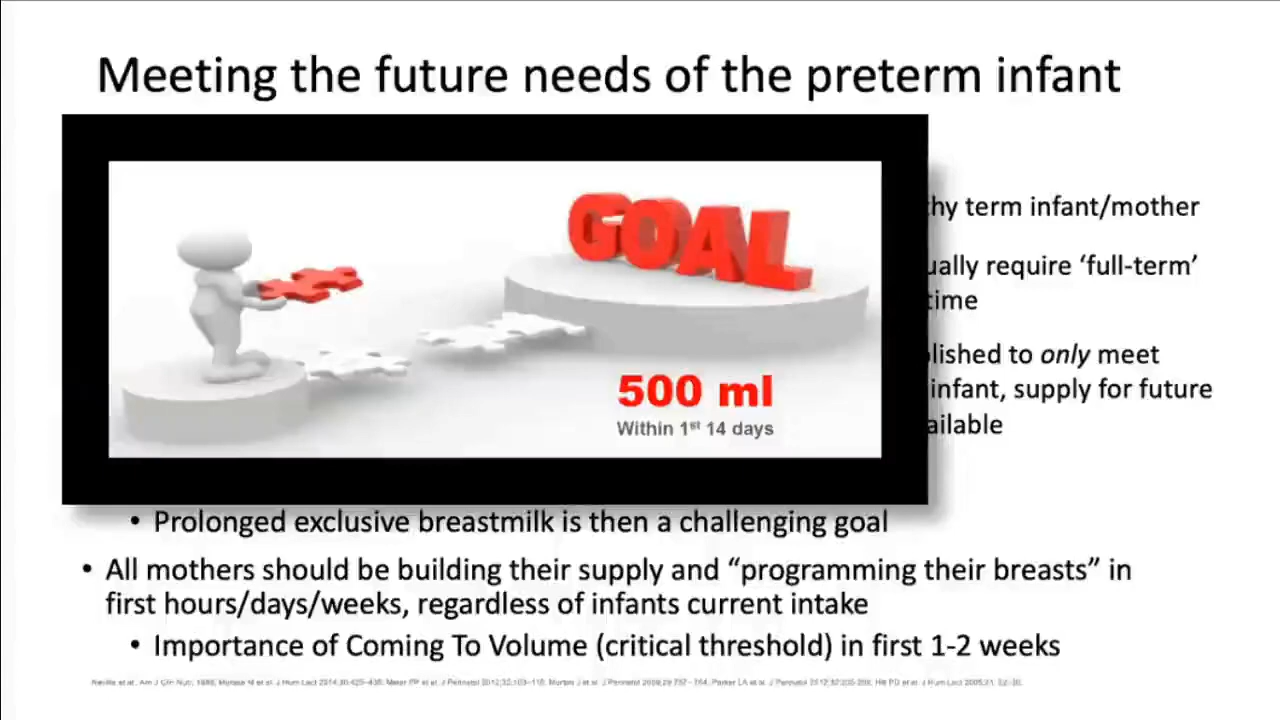 Meeting the future needs of the preterm infant
GOAL
500 ml
Within 1st 14 days
thy term infant/mother
ually require ‘full-term’
time
lished to only meet
infant, supply for future
ailable
• Prolonged exclusive breastmilk is then a challenging goal
• All mothers should be building their supply and “programming their breasts” in
first hours/days/weeks, regardless of infants current intake
• Importance of Coming To Volume (critical threshold) in first 1-2 weeks